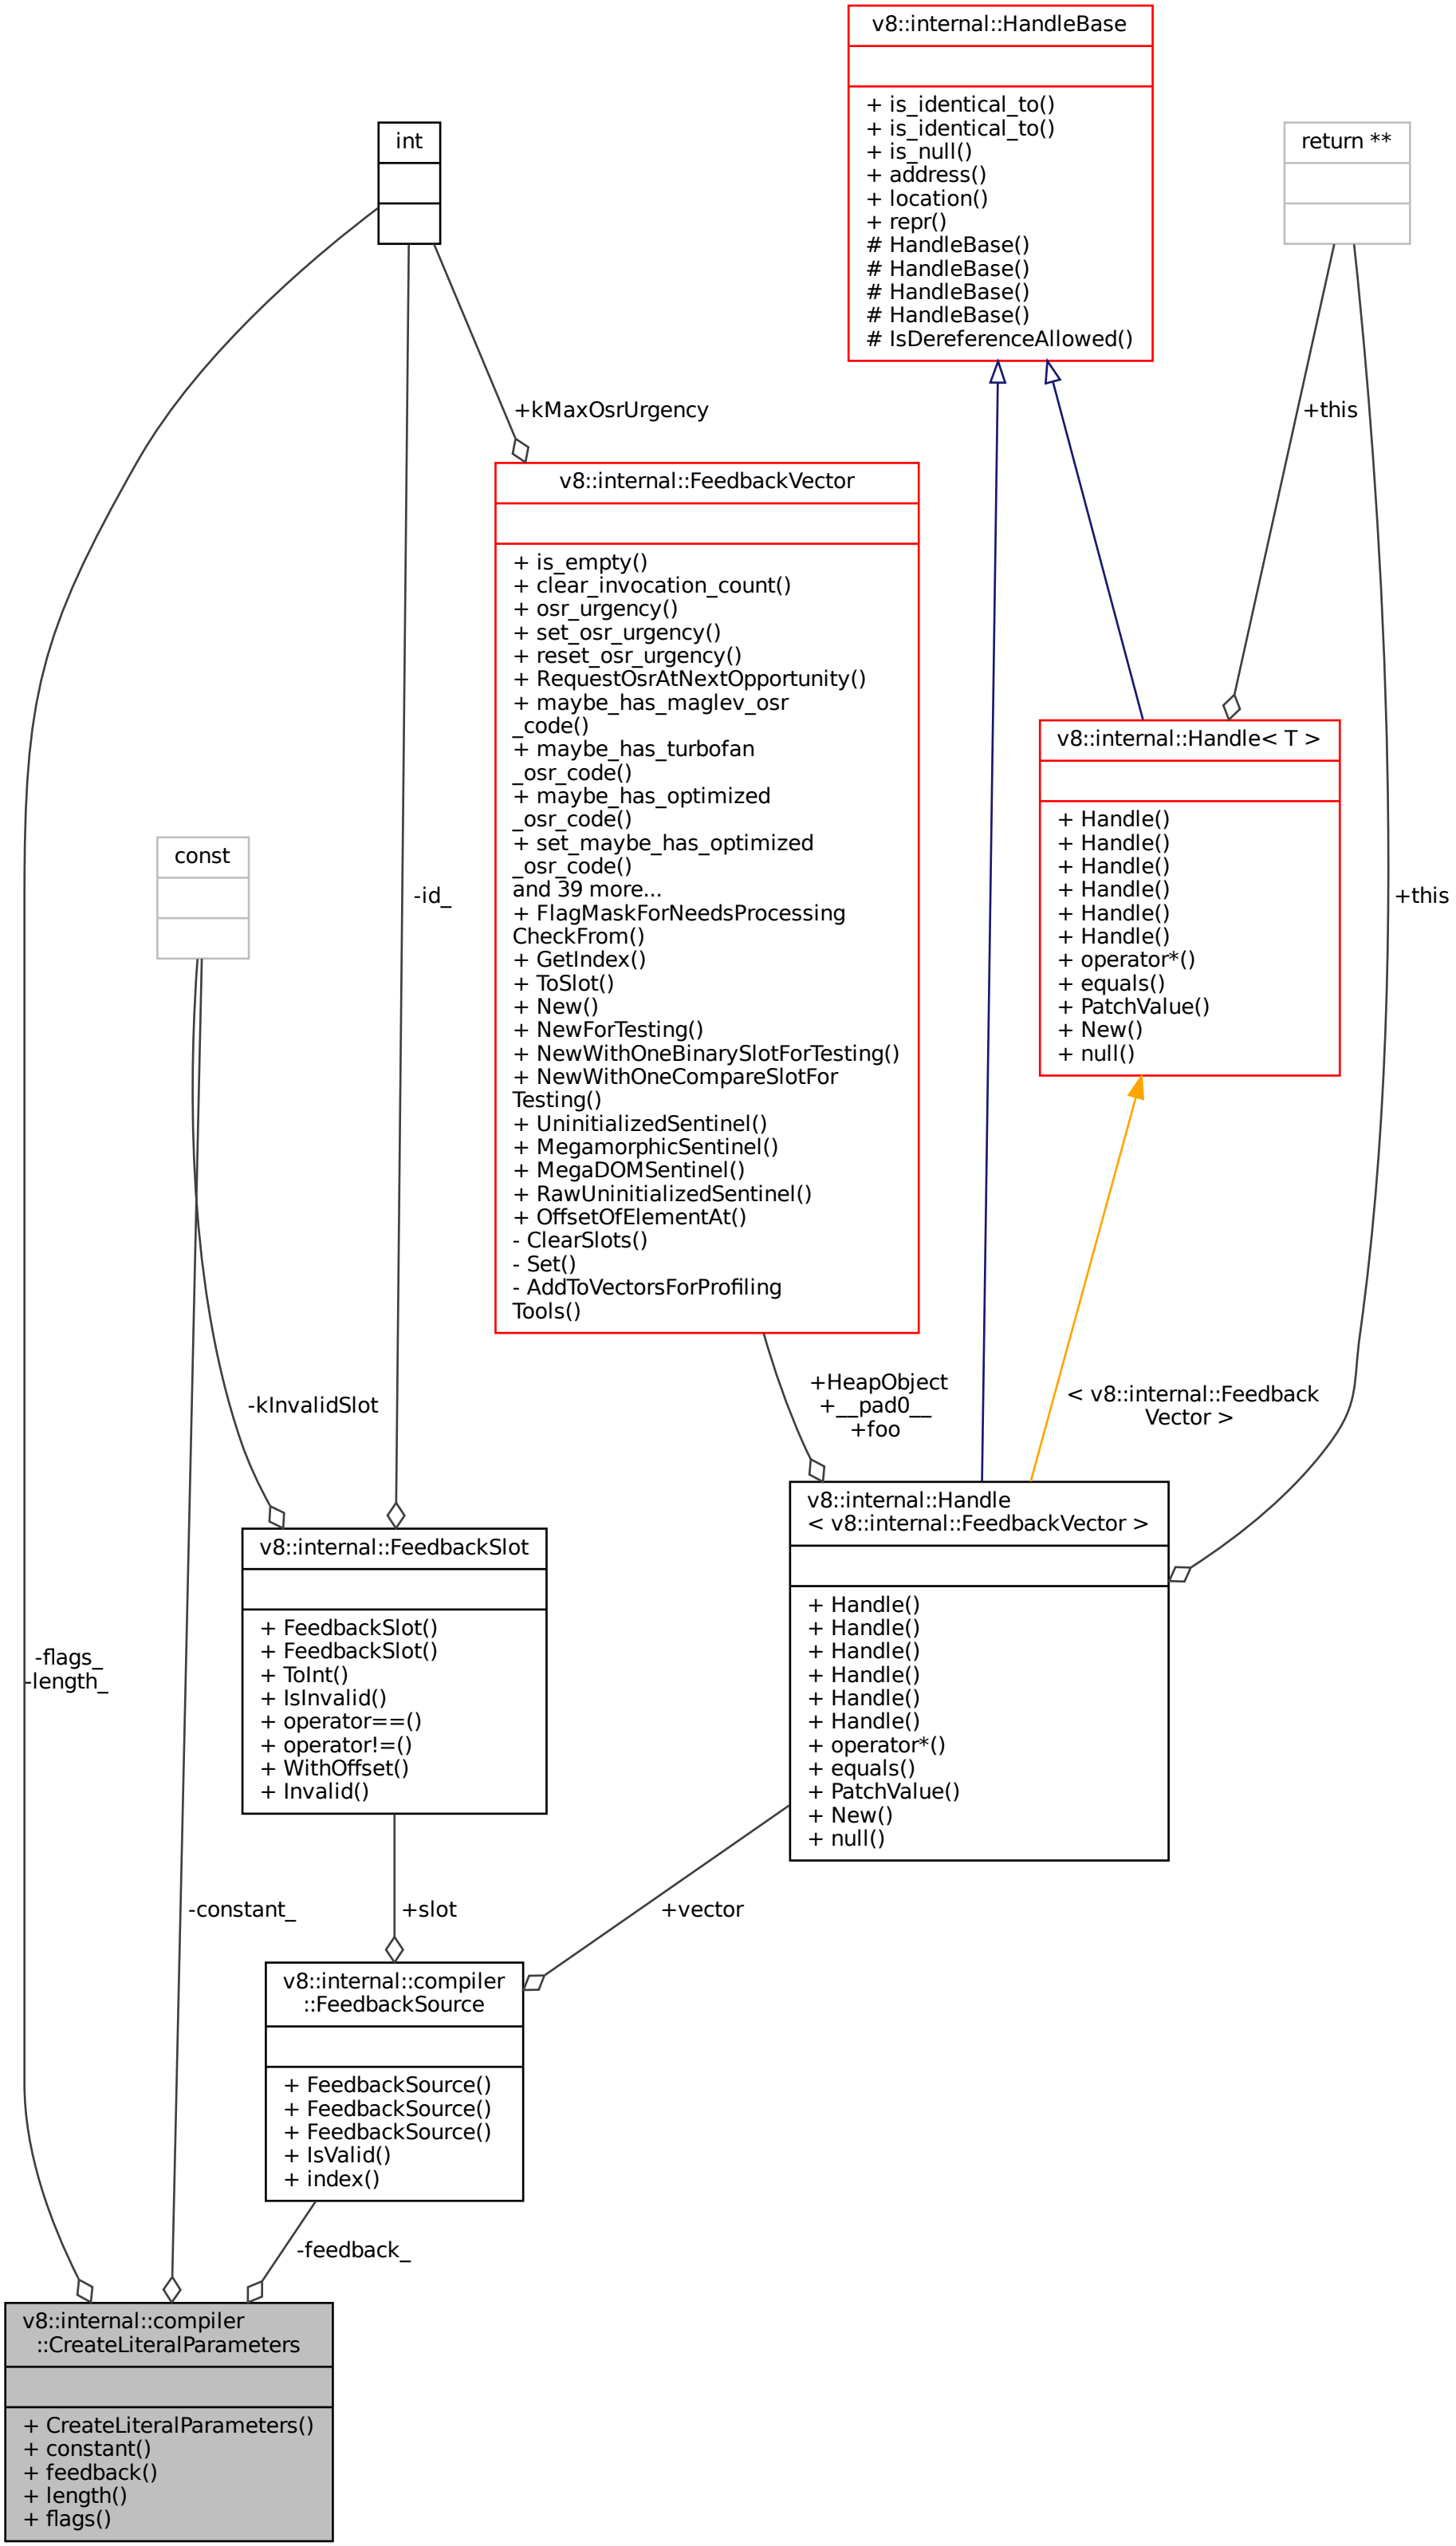 v8::internal::HandleBase
+ is_identical_to()
+ is_identical_to()
+ is_null()
+ address()
+ location()
+ repr()
# HandleBase()
# HandleBase()
# HandleBase()
# HandleBase()
# IsDereferenceAllowed()
int
return **
+kMaxOsrUrgency
+this
v8::internal::FeedbackVector
+ is_empty()
+ clear_invocation_count()
+ osr_urgency()
+ set_osr_urgency()
+ reset_osr_urgency()
+ RequestOsrAtNextOpportunity()
+ maybe_has_maglev_osr
_code()
+ maybe_has_turbofan
_osr_code()
+ maybe_has_optimized
_osr_code()
+ set_maybe_has_optimized
_osr_code()
and 39 more...
+ FlagMaskForNeedsProcessing
CheckFrom()
+ GetIndex()
+ ToSlot()
+ New()
+ NewForTesting()
+ NewWithOneBinarySlotForTesting()
+ NewWithOneCompareSlotFor
Testing()
+ UninitializedSentinel()
+ MegamorphicSentinel()
+ MegaDOMSentinel()
+ RawUninitializedSentinel()
+ OffsetOfElementAt()
- ClearSlots()
- Set()
- AddToVectorsForProfiling
Tools()
v8::internal::Handle< T >
+ Handle()
+ Handle()
+ Handle()
+ Handle()
+ Handle()
+ Handle()
+ operator*()
+ equals()
+ PatchValue()
+ New()
+ null()
const
-id_
+this
-kInvalidSlot
+HeapObject
+__pad0__
+foo
< v8::internal::Feedback
Vector >
v8::internal::Handle
< v8::internal::FeedbackVector >
+ Handle()
+ Handle()
+ Handle()
+ Handle()
+ Handle()
+ Handle()
+ operator*()
+ equals()
+ PatchValue()
+ New()
+ null()
v8::internal::FeedbackSlot
+ FeedbackSlot()
+ FeedbackSlot()
+ ToInt()
+ IsInvalid()
+ operator==()
+ operator!=()
+ WithOffset()
+ Invalid()
-flags_
-length_
-constant_
+slot
+vector
v8::internal::compiler
::FeedbackSource
+ FeedbackSource()
+ FeedbackSource()
+ FeedbackSource()
+ IsValid()
+ index()
-feedback_
v8::internal::compiler
::CreateLiteralParameters
+ CreateLiteralParameters()
+ constant()
+ feedback()
+ length()
+ flags()